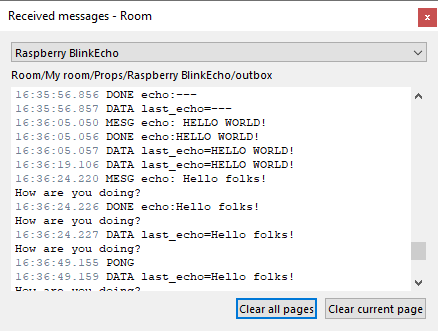 Received messages - Room
Raspberry BlinkEcho
Room/My room/Props/Raspberry BlinkEcho/outbox
16:35:56.856 DONE echo:---
16:35:56.857 DATA last_echo=---
16:36:05.050 MESG echo: HELLO WORLD!
16:36:05.056 DONE echo:HELLO WORLD!
16:36:05.057 DATA last_echo=HELLO WORLD!
16:36:19.106 DATA last_echo=HELLO WORLD!
16:36:24.220 MESG echo: Hello folks!
How are you doing?
16:36:24.226 DONE echo:Hello folks!
How are you doing?
16:36:24.227 DATA last_echo=Hello folks!
How are you doing?
16:36:49.155 PONG
16:36:49.155 DATA last_echo=Hello folks!
How are you doing?
Clear all pages
Clear current page